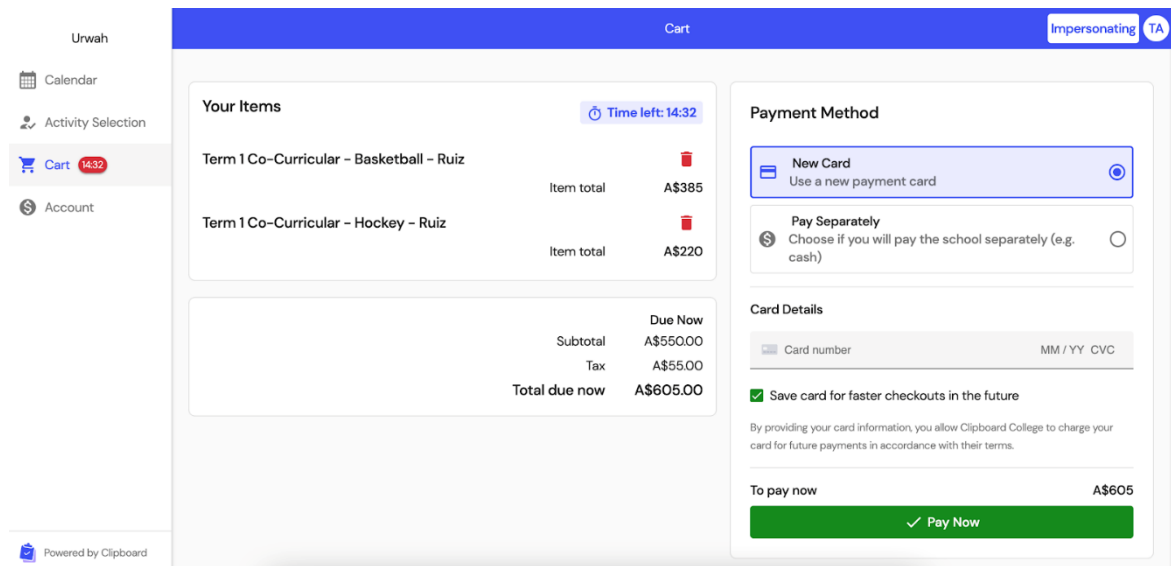 Urwah
Calendar
Activity Selection
Cart 14:32
Account
Powered by Clipboard
Cart
Impersonating TA
Your Items
Time left: 14:32
Term 1 Co-Curricular - Basketball - Ruiz
Item total A$385
Term 1 Co-Curricular - Hockey - Ruiz
Item total A$220
Due Now
Subtotal A$550.00
Tax A$55.00
Total due now A$605.00
Payment Method
New Card
Use a new payment card
Pay Separately
Choose if you will pay the school separately (e.g.
cash)
Card Details
Card number MM / YY CVC
Save card for faster checkouts in the future
By providing your card information, you allow Clipboard College to charge your
card for future payments in accordance with their terms.
To pay now A$605
Pay Now